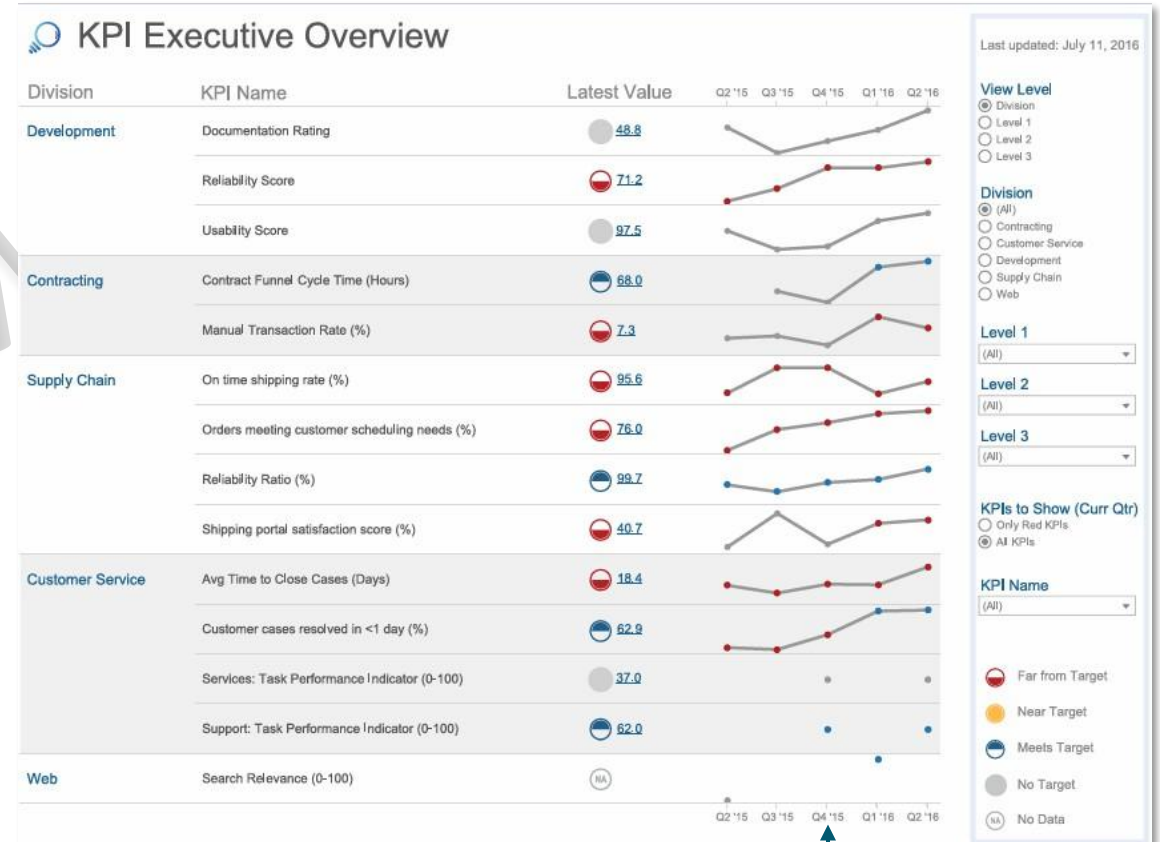 KPI Executive Overview
Division KPI Name Latest Value Q2 '15 Q3 '15 Q4 '15 Q1 '16 Q2 '16
Development Documentation Rating 48.8
Reliability Score 71.2
Usability Score 97.5
Contracting Contract Funnel Cycle Time (Hours) 68.0
Manual Transaction Rate (%) 7.3
Supply Chain On time shipping rate (%) 95.6
Orders meeting customer scheduling needs (%) 76.0
Reliability Ratio (%) 99.7
Shipping portal satisfaction score (%) 40.7
Customer Service Avg Time to Close Cases (Days) 18.4
Customer cases resolved in <1 day (%) 62.9
Services: Task Performance Indicator (0-100) 37.0
Support: Task Performance Indicator (0-100) 62.0
Web Search Relevance (0-100) NA
Q2 '15 Q3 '15 Q4 '15 Q1 '16 Q2 '16
Last updated: July 11, 2016
View Level
Division
Level 1
Level 2
Level 3
Division
(All)
Contracting
Customer Service
Development
Supply Chain
Web
Level 1
(All)
Level 2
(All)
Level 3
(All)
KPIs to Show (Curr Qtr)
Only Red KPIs
All KPIs
KPI Name
(All)
Far from Target
Near Target
Meets Target
No Target
NA No Data